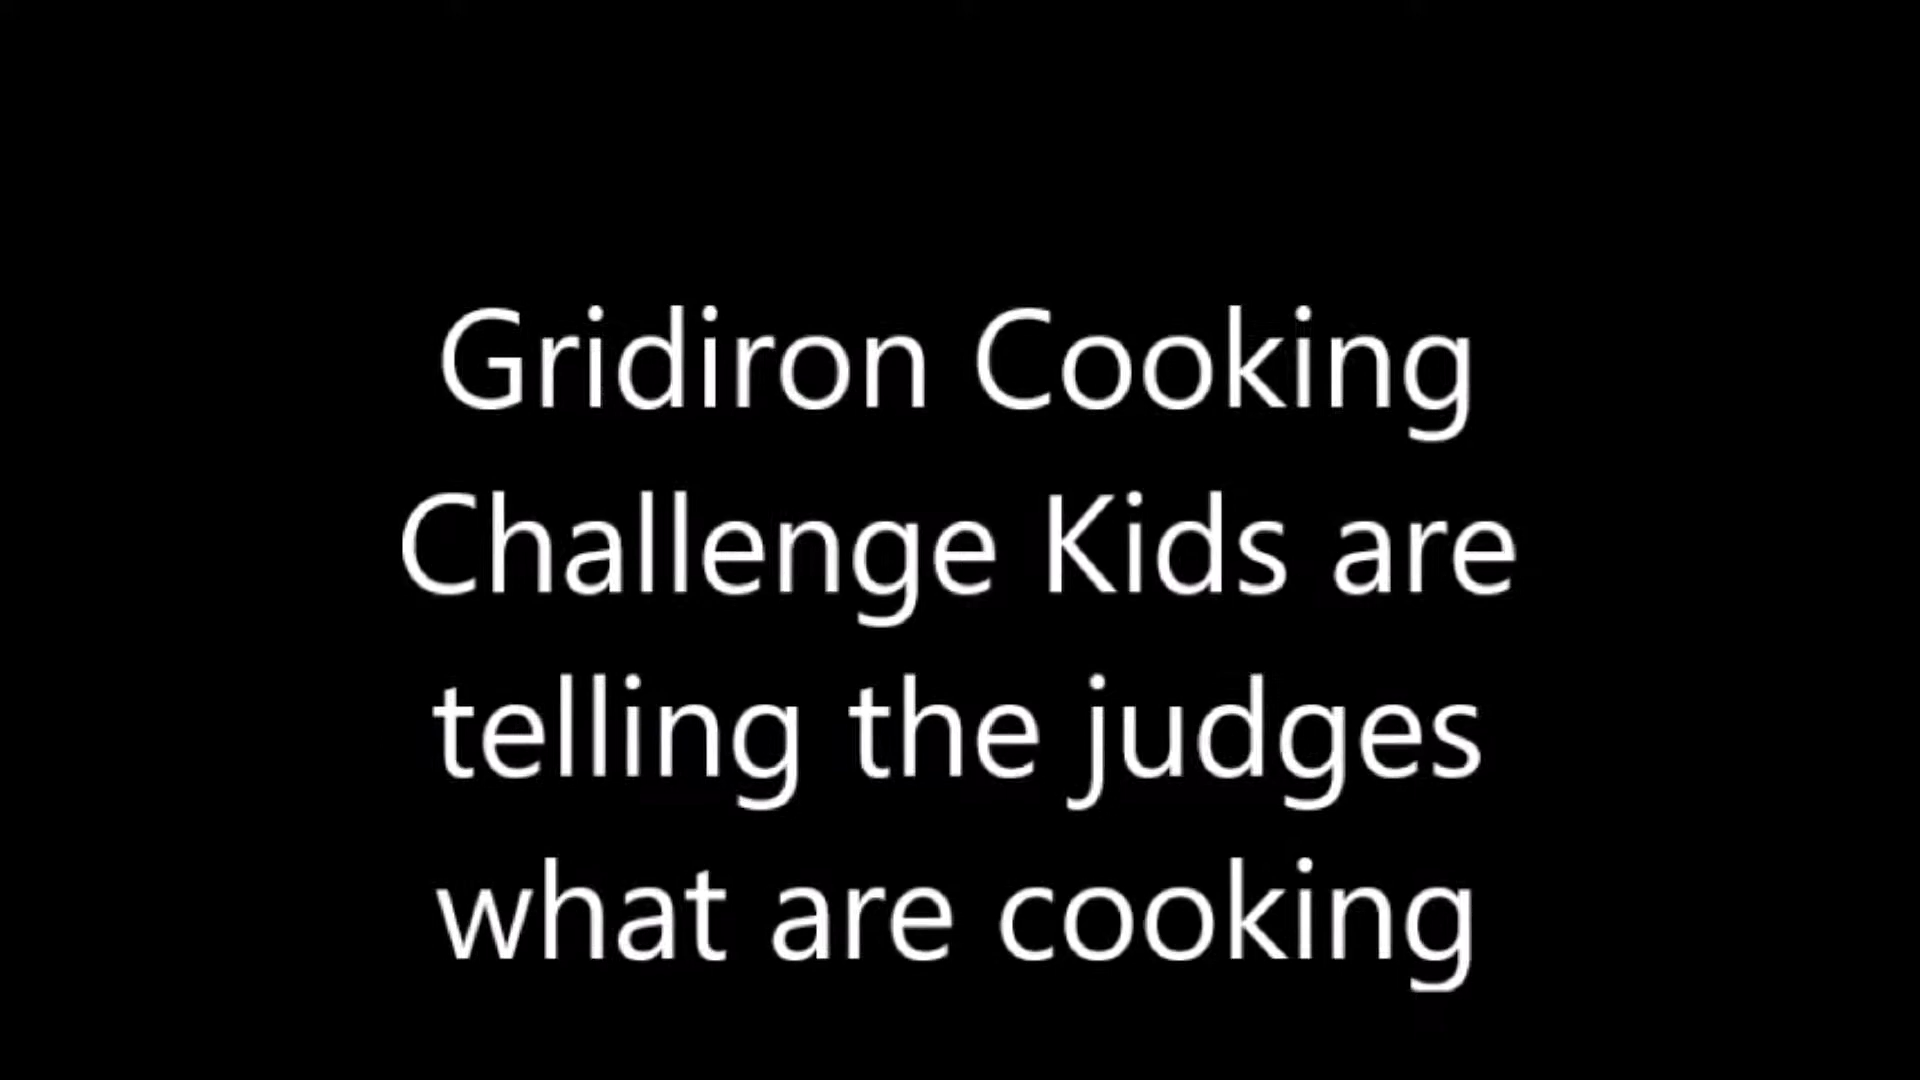 Gridiron Cooking
Challenge Kids are
telling the judges
what are cooking